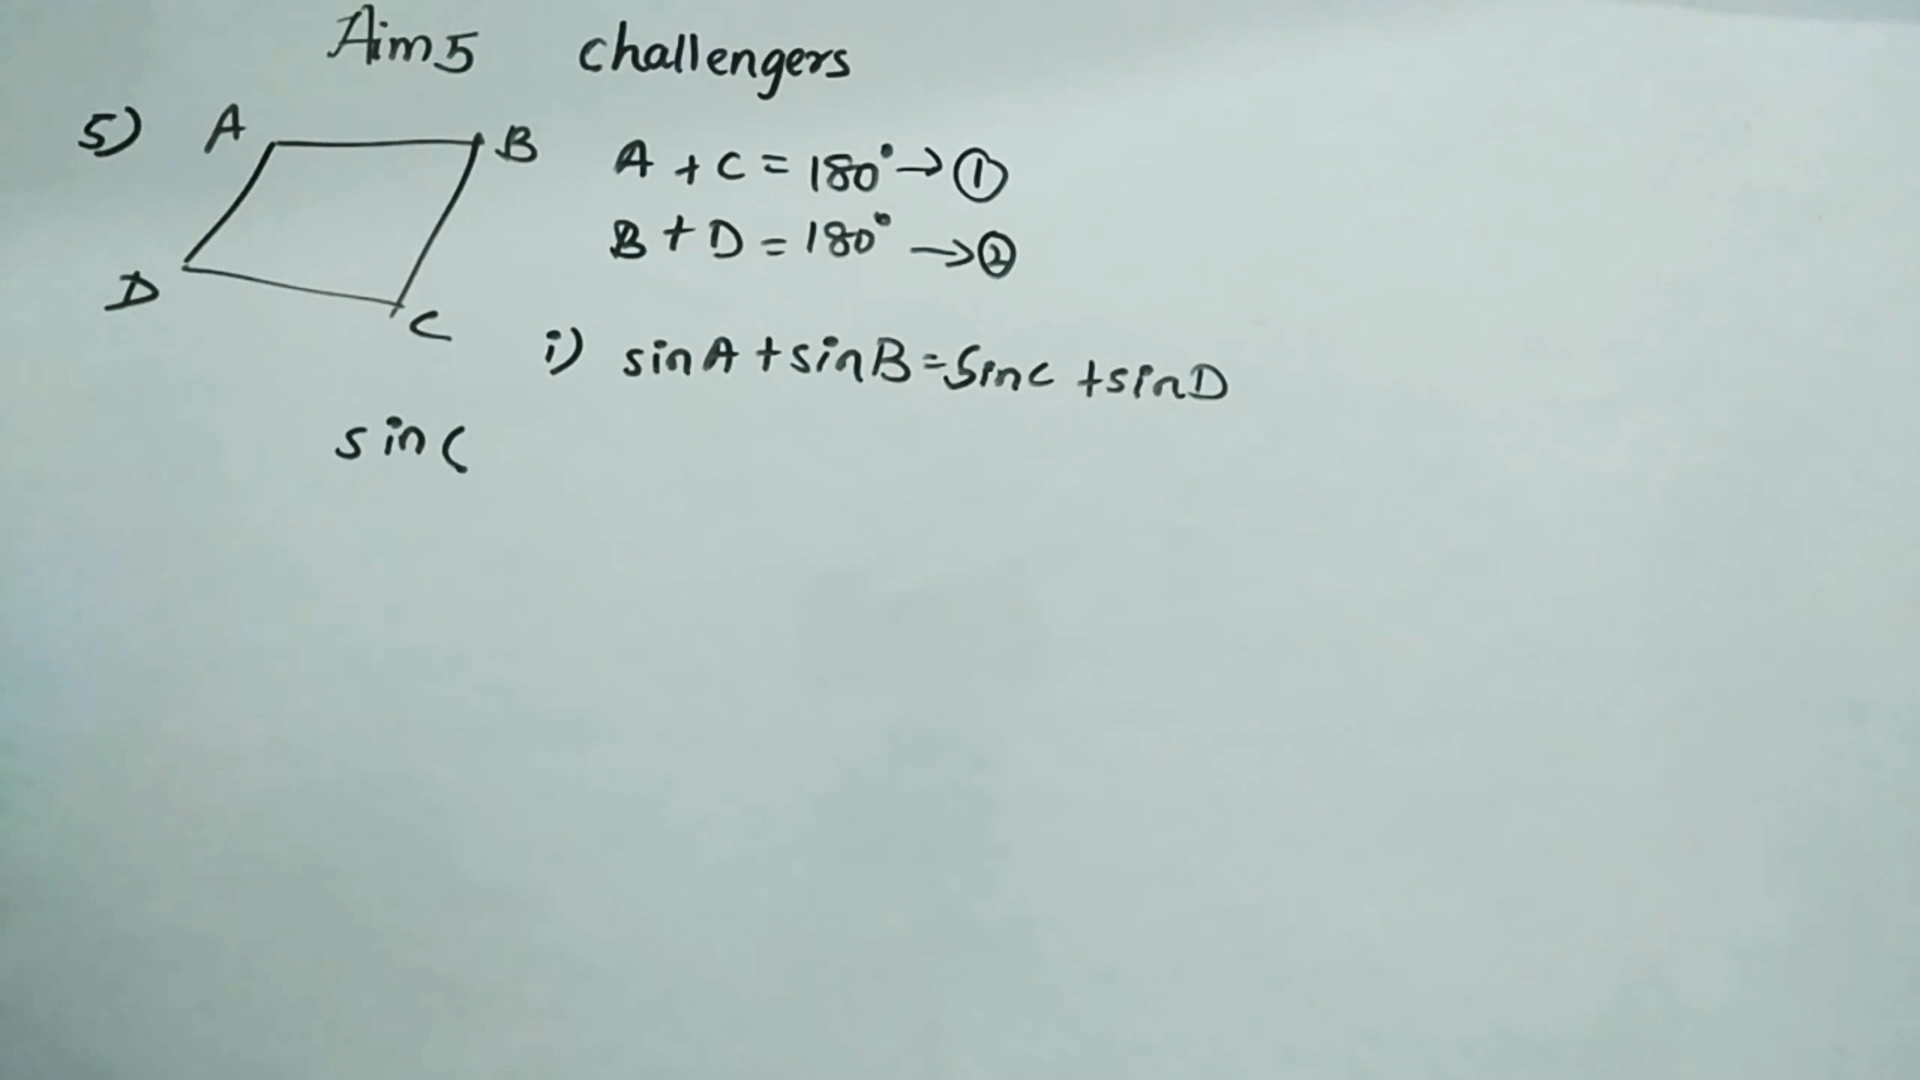 Aim5 challengers
5) A B
D C
A + C = 180° → ①
B + D = 180° → ②
i) sinA + sinB = Sinc + sinD
sin(